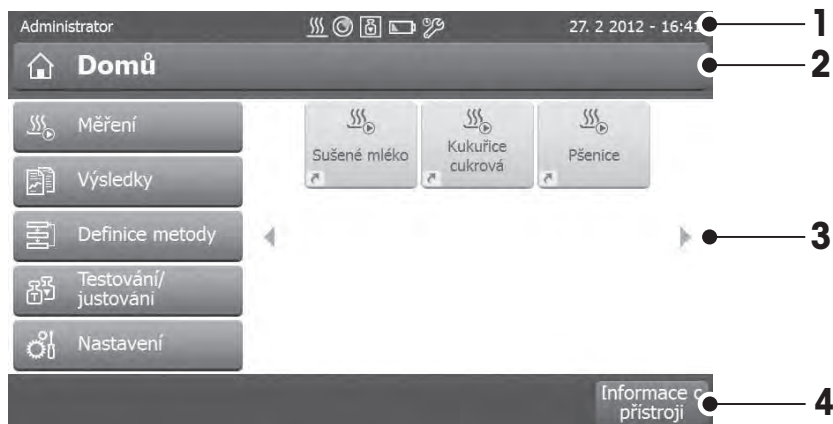 Administrator
27. 2 2012 - 16:41
1
Domů
2
Měření
Sušené mléko
Kukuřice
cukrová
Pšenice
Výsledky
Definice metody
3
Testování/
justování
Nastavení
Informace o
přístroji
4